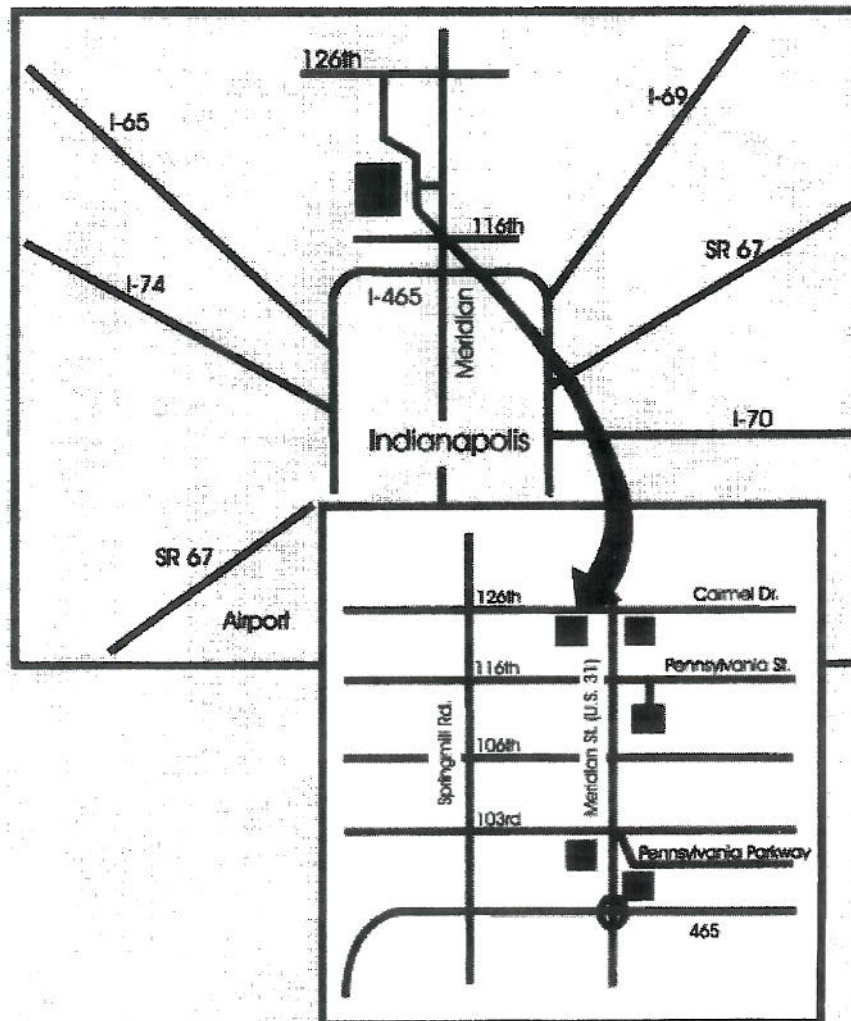 126th
I-65
I-69
116th
SR 67
I-74
I-465
Meridian
I-70
Indianapolis
SR 67
Airport
126th
Carmel Dr.
116th
Pennsylvania St.
Springmill Rd.
Meridian St. (U.S. 31)
106th
103rd
Pennsylvania Parkway
465